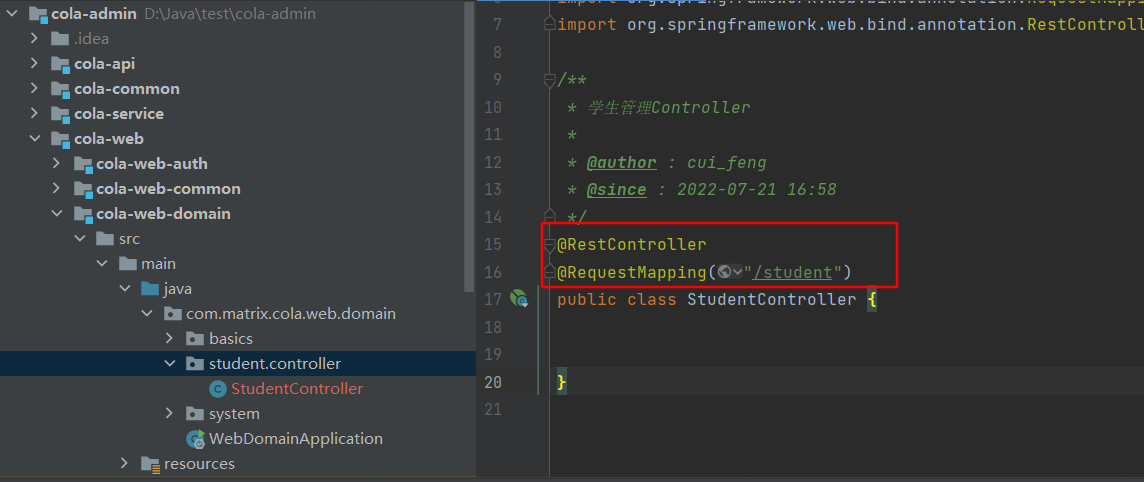 cola-admin D:\Java\test\cola-admin
.idea
cola-api
cola-common
cola-service
cola-web
cola-web-auth
cola-web-common
cola-web-domain
src
main
java
com.matrix.cola.web.domain
basics
student.controller
StudentController
system
WebDomainApplication
resources
7 import org.springframework.web.bind.annotation.RestControll
8
9 /**
10 * 学生管理Controller
11 *
12 * @author : cui_feng
13 * @since : 2022-07-21 16:58
14 */
15 @RestController
16 @RequestMapping("/student")
17 public class StudentController {
18
19
20 }
21